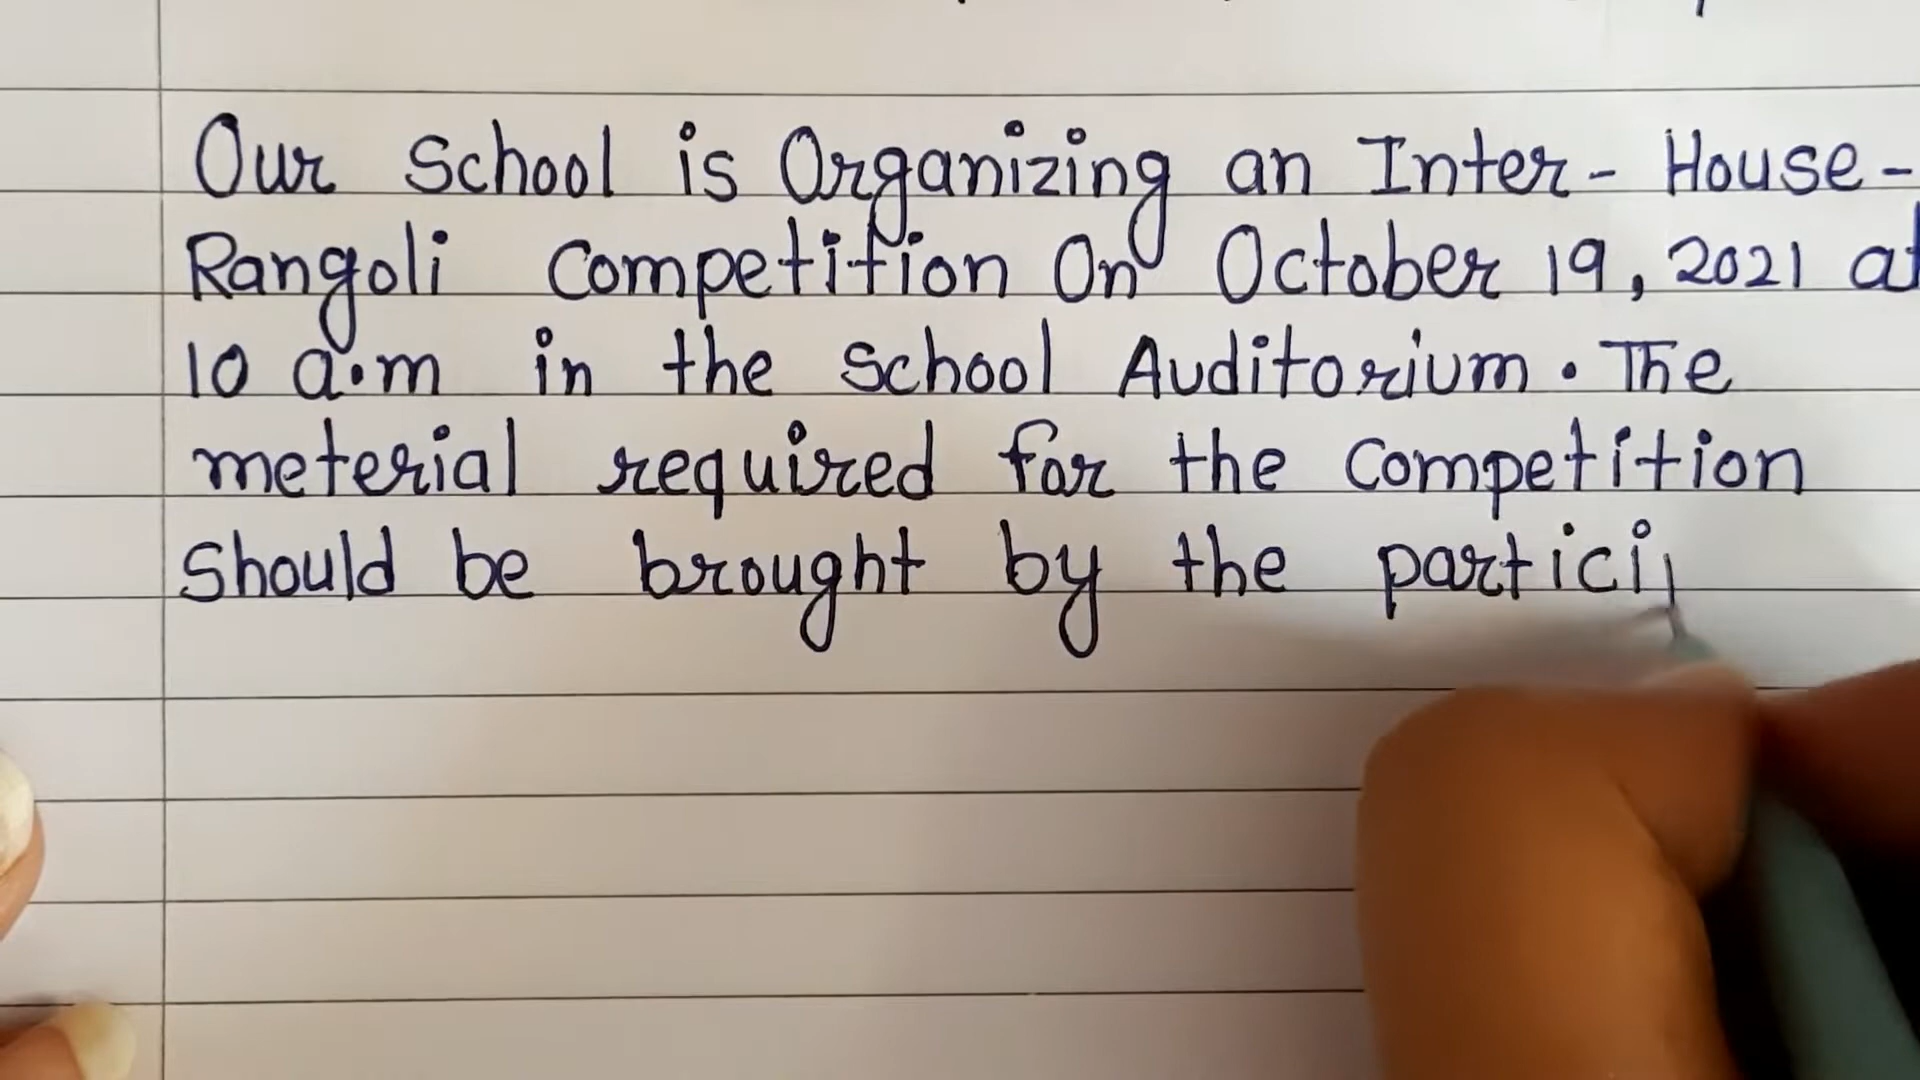 Our School is Organizing an Inter - House -
Rangoli Competition On October 19, 2021 at
10 a.m in the School Auditorium. The
meterial required for the Competition
Should be brought by the partici